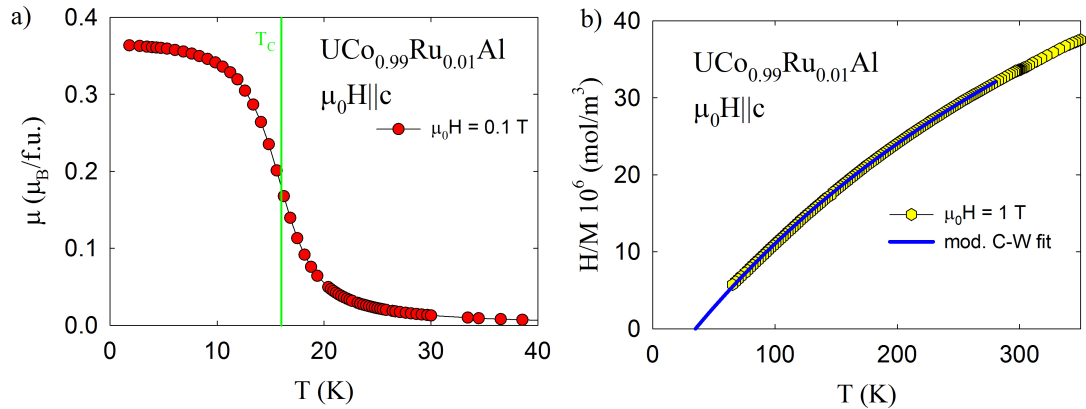 a)
0.4
0.3
0.2
0.1
0.0
μ (μB/f.u.)
TC
UCo0.99Ru0.01Al
μ0H||c
μ0H = 0.1 T
0 10 20 30 40
T (K)
b)
40
30
20
10
0
H/M 10^6 (mol/m^3)
UCo0.99Ru0.01Al
μ0H||c
μ0H = 1 T
mod. C-W fit
0 100 200 300
T (K)